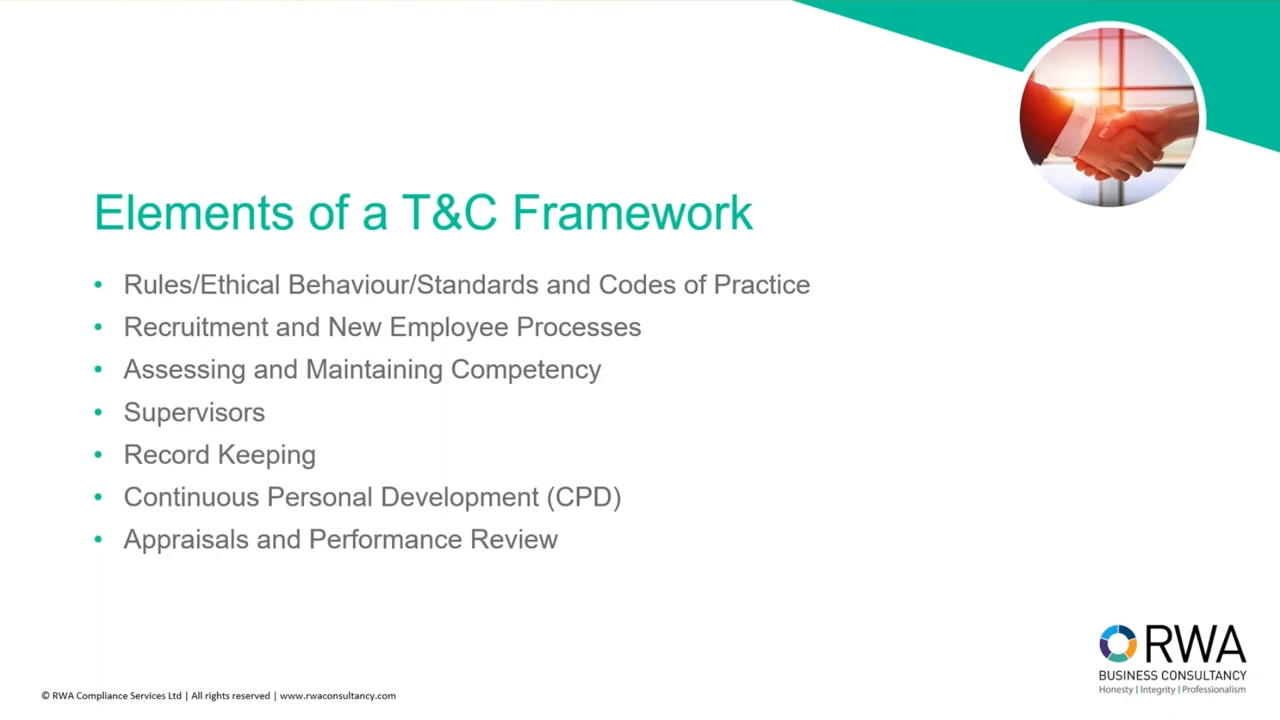 Elements of a T&C Framework
• Rules/Ethical Behaviour/Standards and Codes of Practice
• Recruitment and New Employee Processes
• Assessing and Maintaining Competency
• Supervisors
• Record Keeping
• Continuous Personal Development (CPD)
• Appraisals and Performance Review
RWA
BUSINESS CONSULTANCY
Honesty | Integrity | Professionalism
© RWA Compliance Services Ltd | All rights reserved | www.rwaconsultancy.com